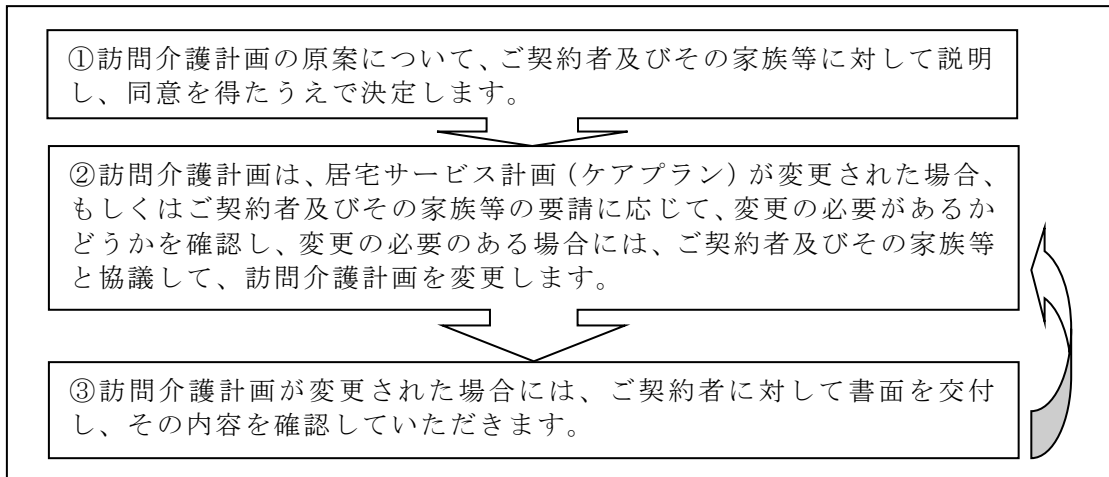 ①訪問介護計画の原案について、ご契約者及びその家族等に対して説明
し、同意を得たうえで決定します。
②訪問介護計画は、居宅サービス計画（ケアプラン）が変更された場合、
もしくはご契約者及びその家族等の要請に応じて、変更の必要があるか
どうかを確認し、変更の必要のある場合には、ご契約者及びその家族等
と協議して、訪問介護計画を変更します。
③訪問介護計画が変更された場合には、ご契約者に対して書面を交付
し、その内容を確認していただきます。